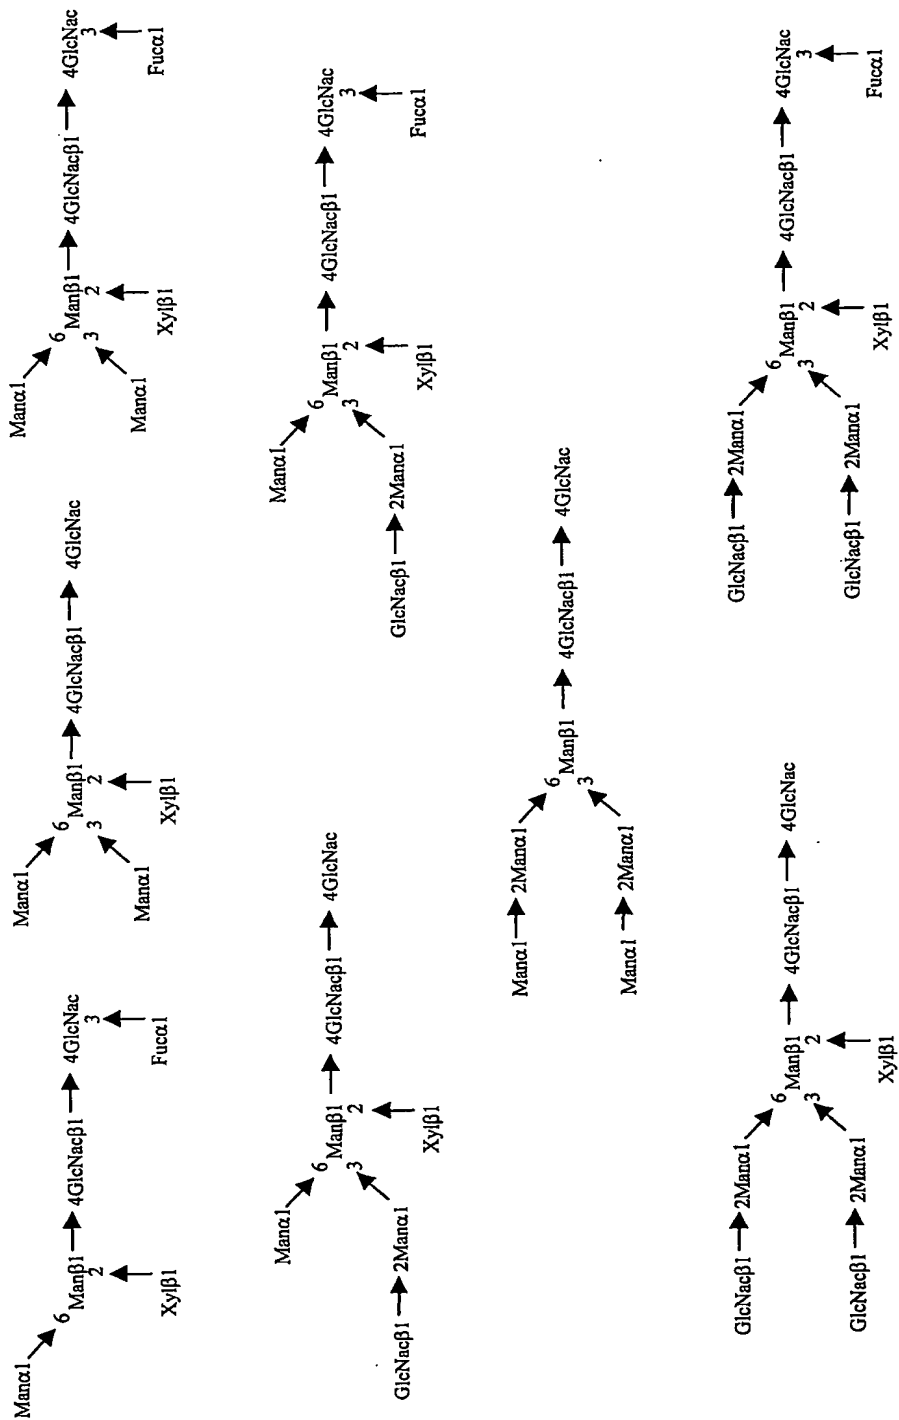 Manα1
6
Manβ1 4GlcNacβ1 4GlcNac
2 3
Xylβ1 Fucα1
Manα1
6
Manβ1 4GlcNacβ1 4GlcNac
3 2
Manα1 Xylβ1
Manα1
6
Manβ1 4GlcNacβ1 4GlcNac
3 2 3
Manα1 Xylβ1 Fucα1
Manα1
6
Manβ1 4GlcNacβ1 4GlcNac
3 2
GlcNacβ1 2Manα1 Xylβ1
Manα1
6
Manβ1 4GlcNacβ1 4GlcNac
3 2 3
GlcNacβ1 2Manα1 Xylβ1 Fucα1
Manα1 2Manα1
6
Manβ1 4GlcNacβ1 4GlcNac
3
Manα1 2Manα1
GlcNacβ1 2Manα1
6
Manβ1 4GlcNacβ1 4GlcNac
3 2
GlcNacβ1 2Manα1 Xylβ1
GlcNacβ1 2Manα1
6
Manβ1 4GlcNacβ1 4GlcNac
3 2 3
GlcNacβ1 2Manα1 Xylβ1 Fucα1